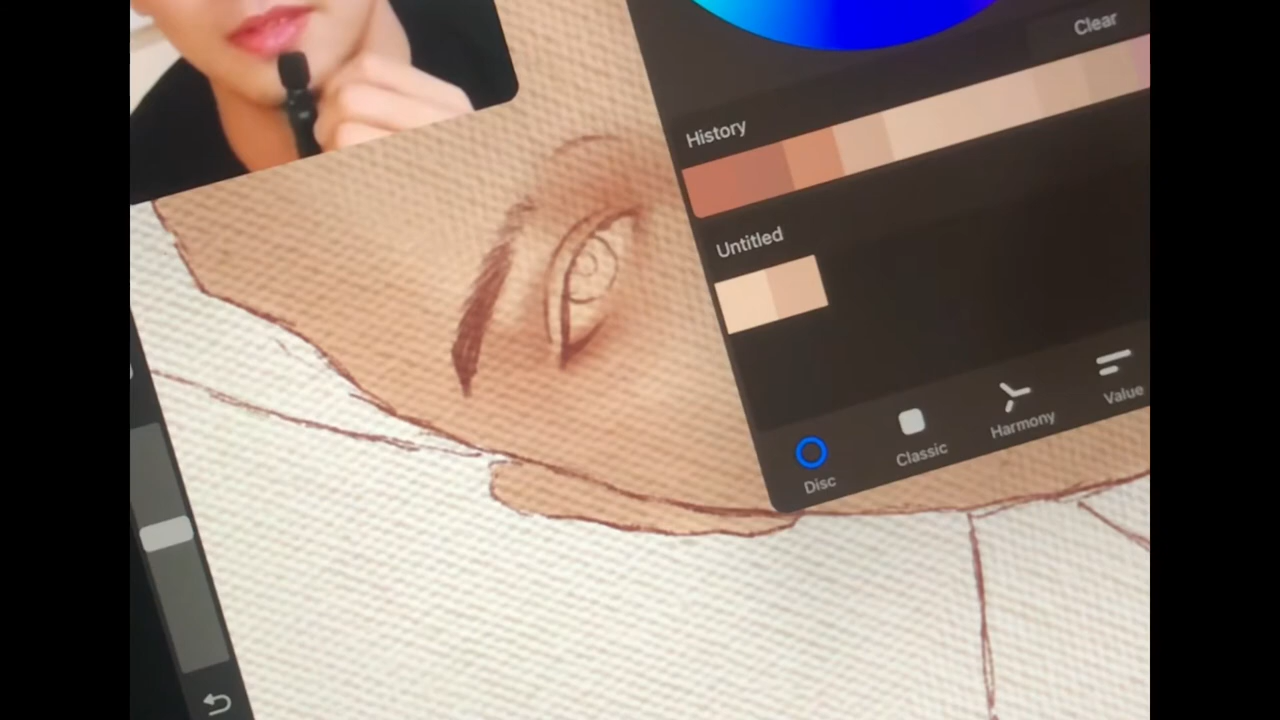 Clear
History
Untitled
Disc
Classic
Harmony
Value